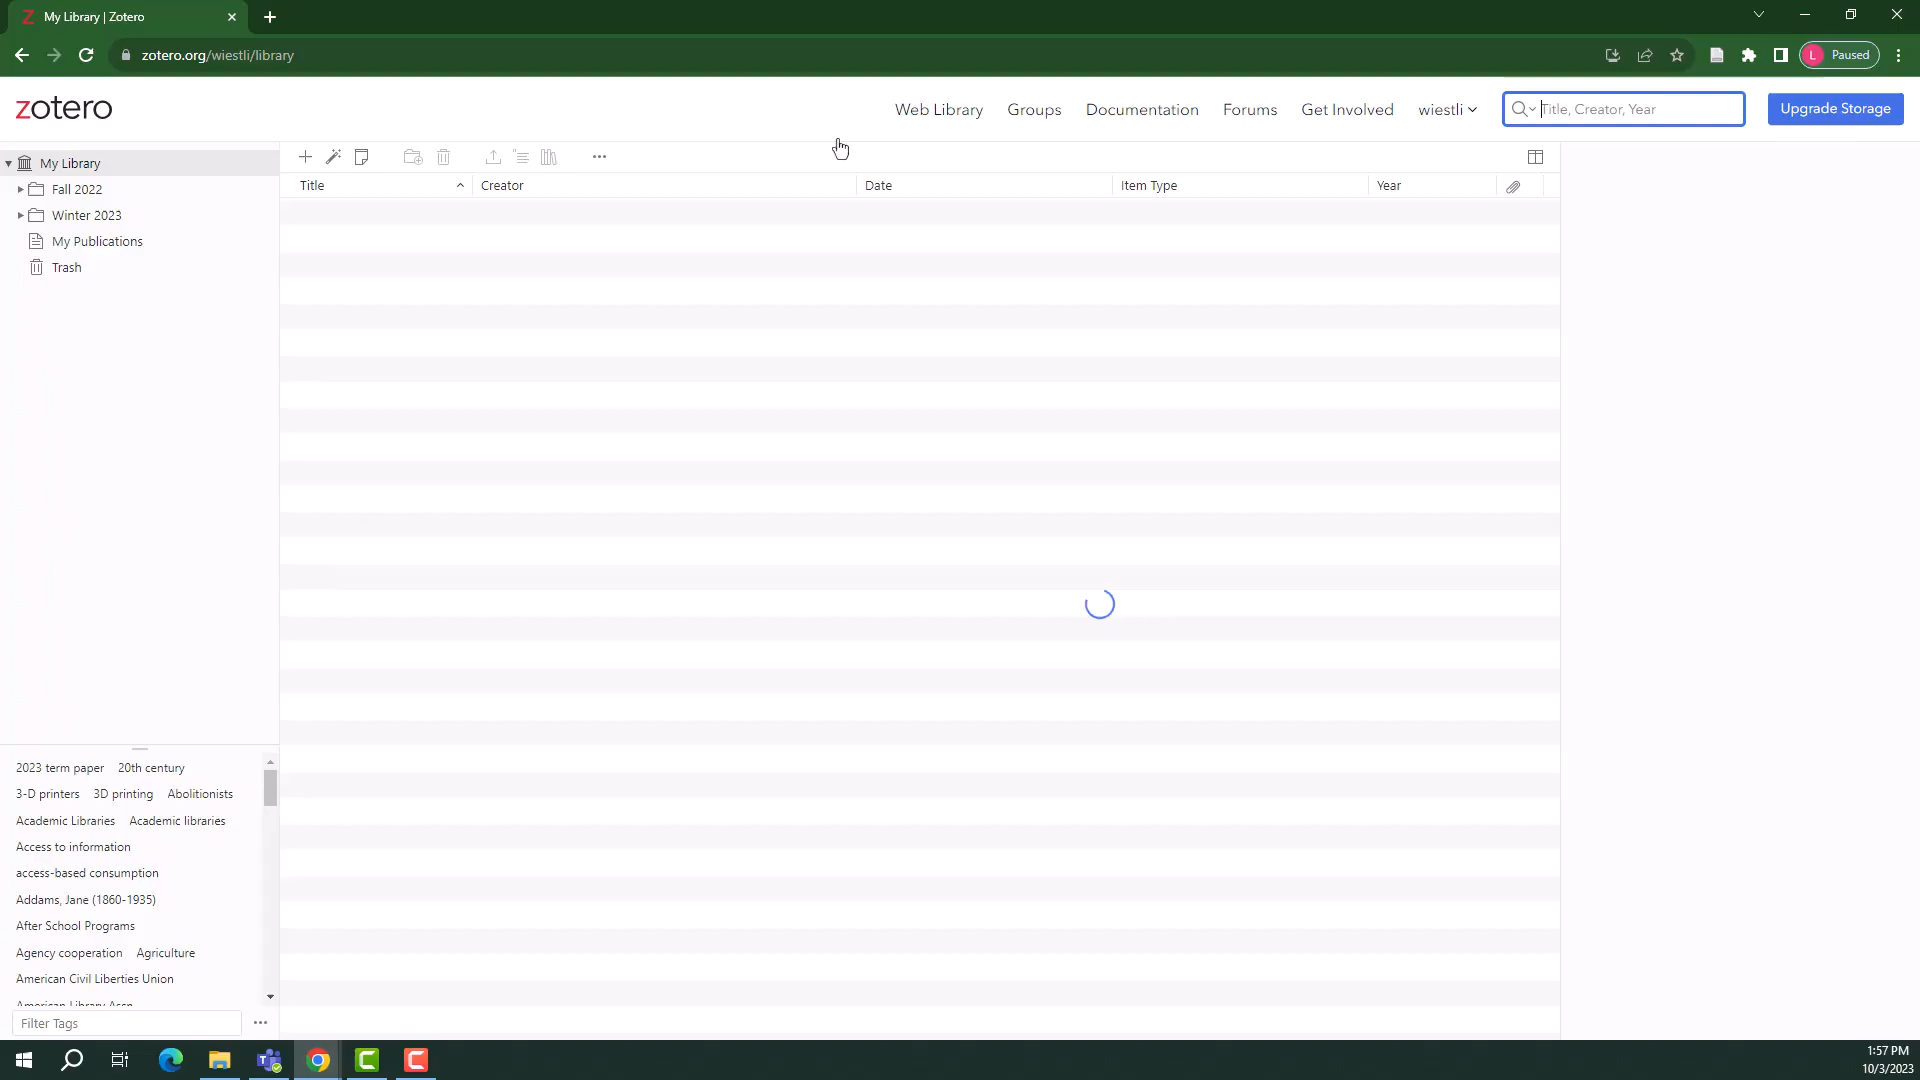 My Library | Zotero
zotero.org/wiestli/library
L Paused
zotero
Web Library Groups Documentation Forums Get Involved wiestli Title, Creator, Year Upgrade Storage
My Library
Fall 2022
Winter 2023
My Publications
Trash
Title Creator Date Item Type Year
2023 term paper 20th century
3-D printers 3D printing Abolitionists
Academic Libraries Academic libraries
Access to information
access-based consumption
Addams, Jane (1860-1935)
After School Programs
Agency cooperation Agriculture
American Civil Liberties Union
American Library Assn
Filter Tags
1:57 PM
10/3/2023